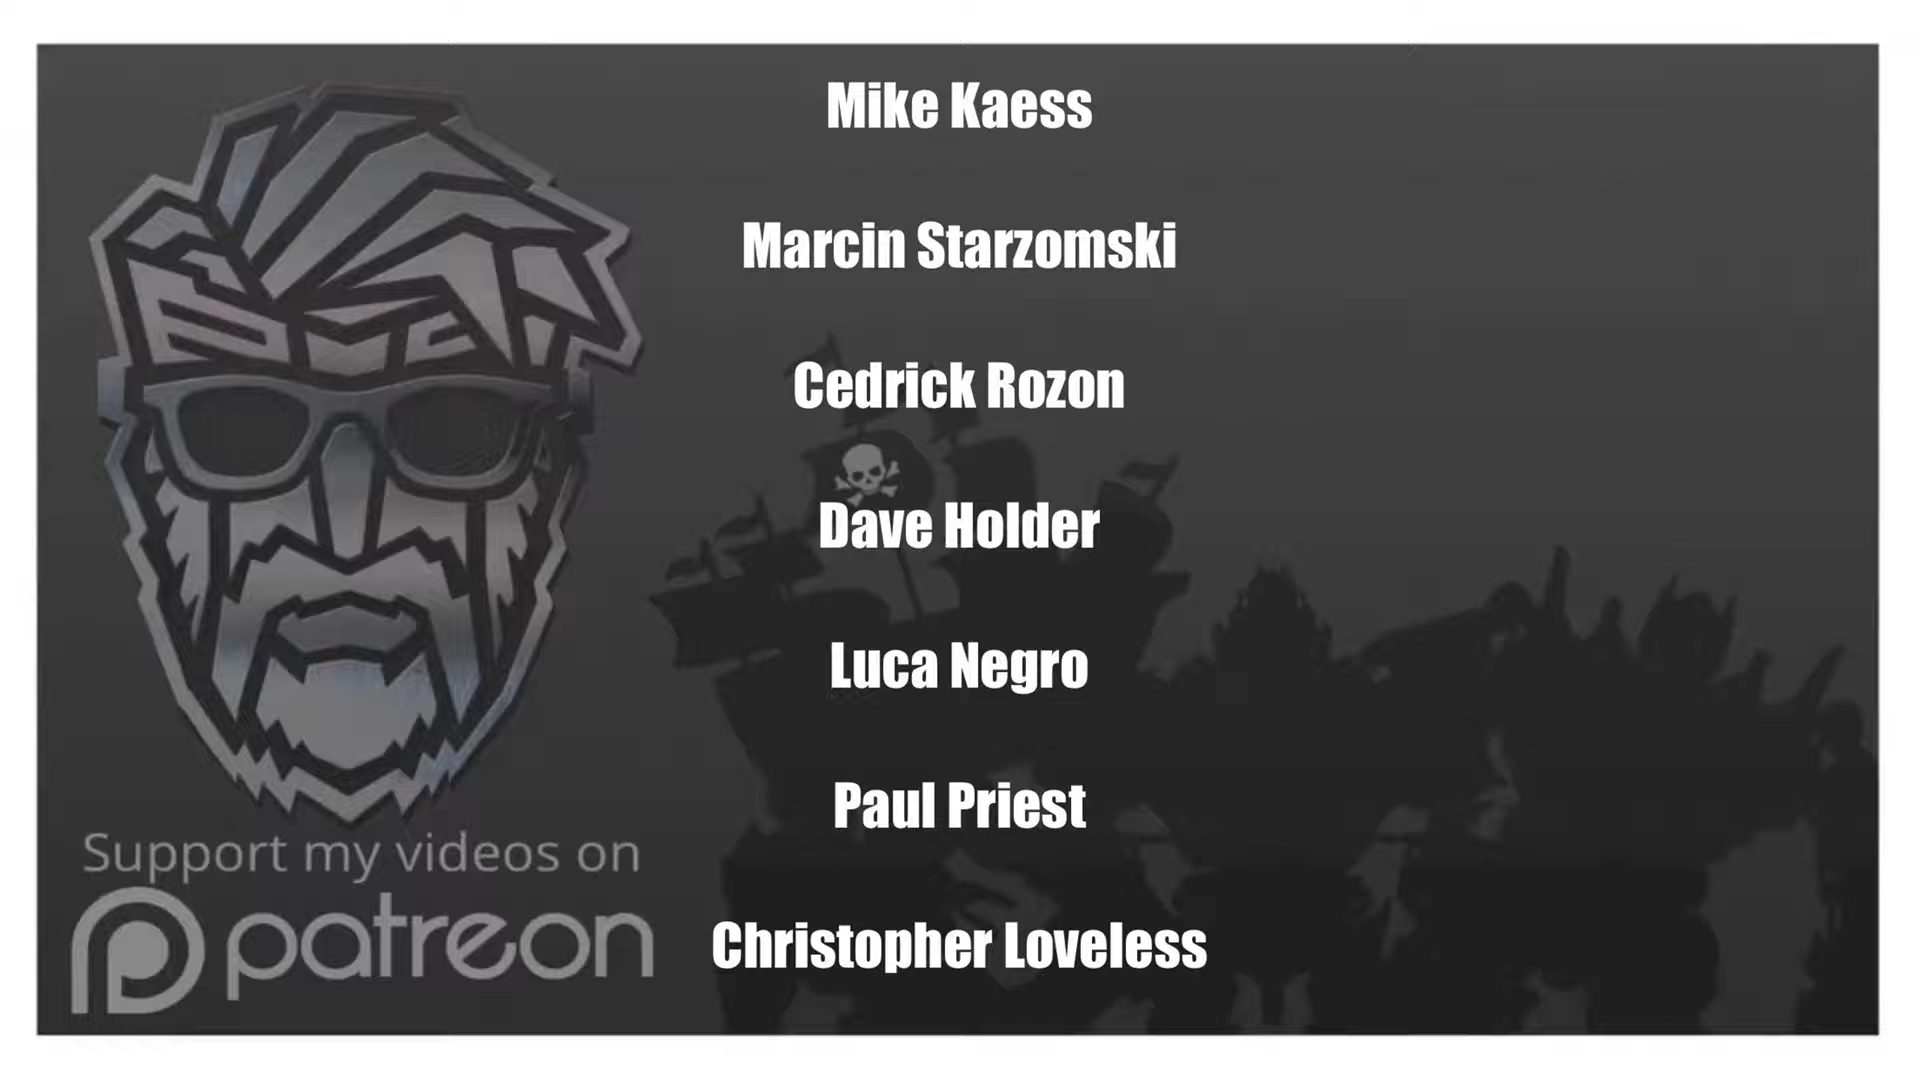 Mike Kaess
Marcin Starzomski
Cedrick Rozon
Dave Holder
Luca Negro
Paul Priest
Christopher Loveless
Support my videos on
patreon